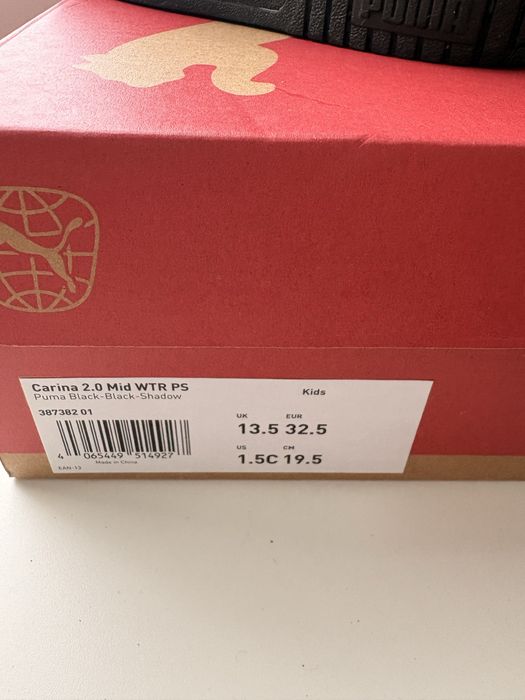 PUMA
Carina 2.0 Mid WTR PS
Puma Black-Black-Shadow
Kids
387382 01
UK EUR
13.5 32.5
US CM
1.5C 19.5
4 065449 514927
Made in China
EAN-13